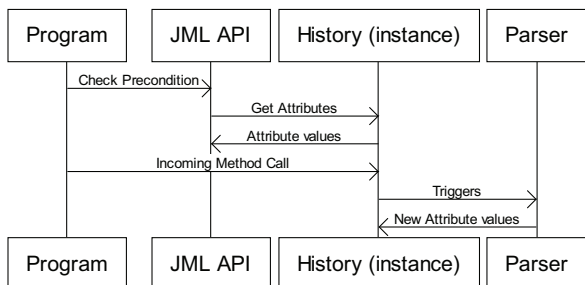 Program JML API History (instance) Parser
Check Precondition
Get Attributes
Attribute values
Incoming Method Call
Triggers
New Attribute values
Program JML API History (instance) Parser